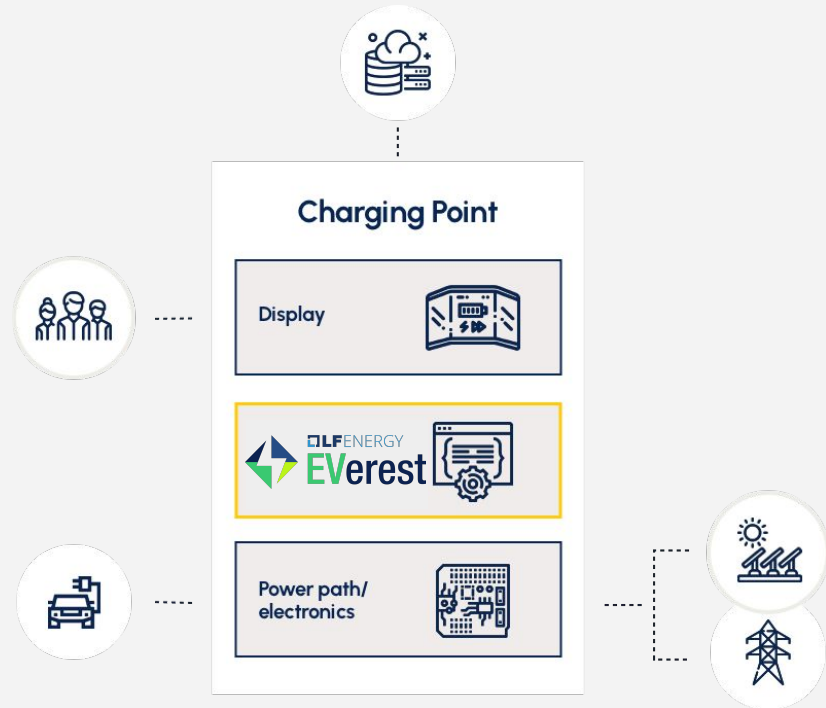 Charging Point
Display
LFENERGY
EVerest
Power path/
electronics